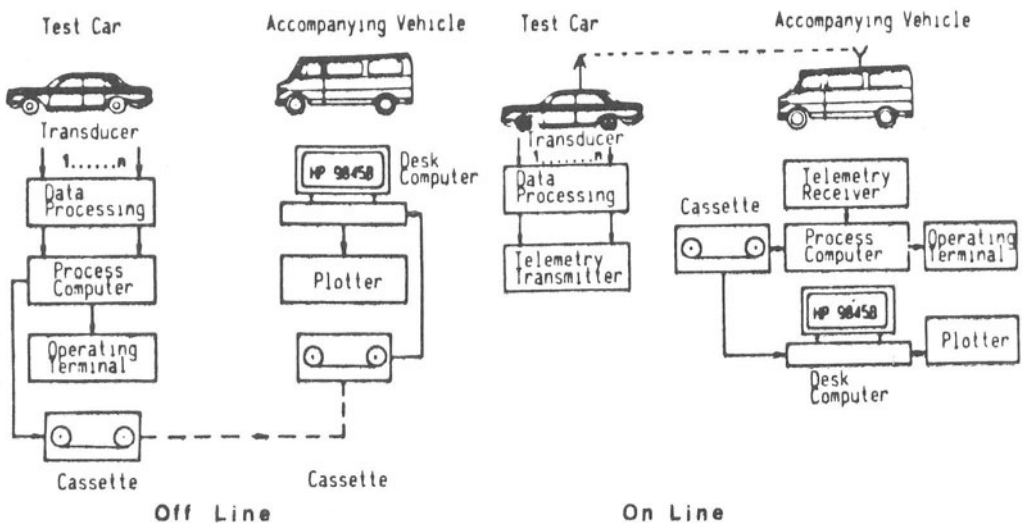 Test Car
Accompanying Vehicle
Transducer
1......n
Data
Processing
Process
Computer
Operating
Terminal
Cassette
HP 9845B
Desk
Computer
Plotter
Cassette
Off Line
Test Car
Accompanying Vehicle
Transducer
1.......n
Data
Processing
Telemetry
Transmitter
Telemetry
Receiver
Cassette
Process
Computer
Operating
Terminal
HP 9845B
Plotter
Desk
Computer
On Line